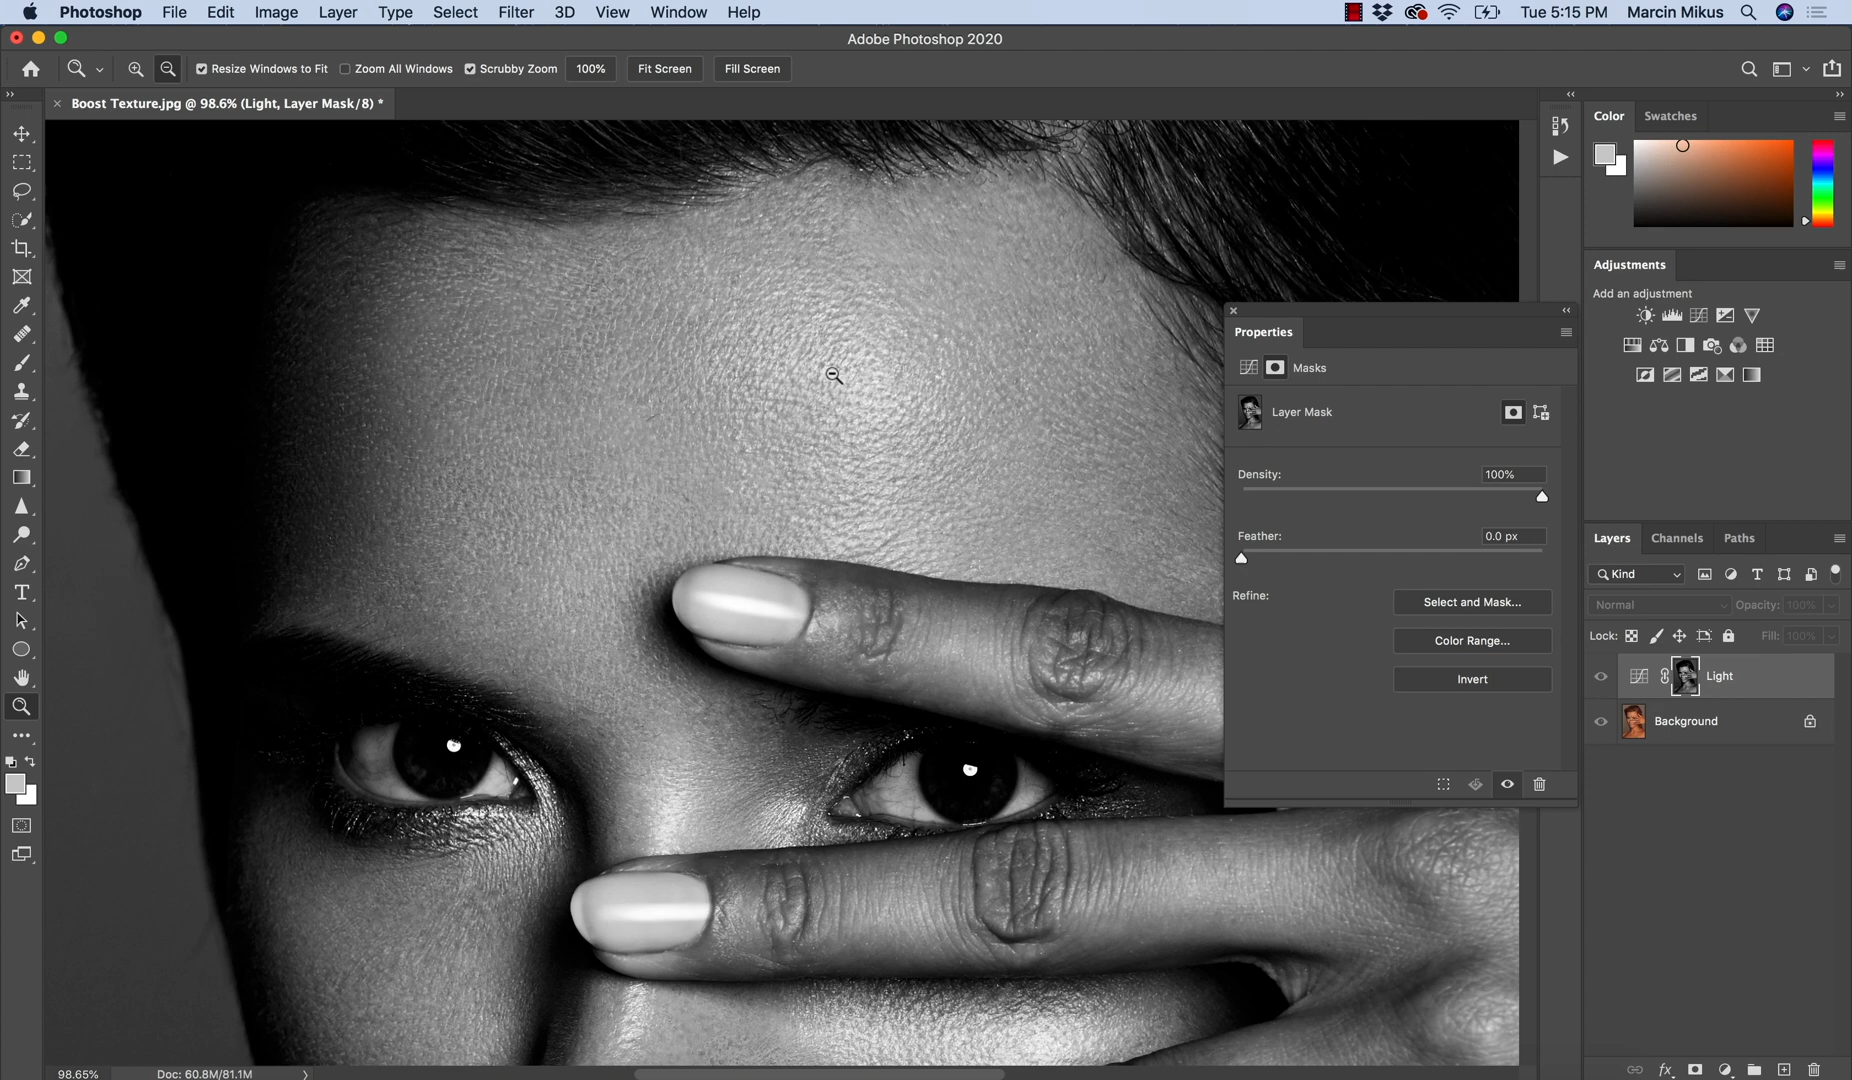 Photoshop File Edit Image Layer Type Select Filter 3D View Window Help Tue 5:15 PM Marcin Mikus
Adobe Photoshop 2020
Resize Windows to Fit Zoom All Windows Scrubby Zoom 100% Fit Screen Fill Screen
Boost Texture.jpg @ 98.6% (Light, Layer Mask/8) *
Color Swatches
Adjustments
Add an adjustment
Properties
Masks
Layer Mask
Density: 100%
Feather: 0.0 px
Refine: Select and Mask...
Color Range...
Invert
Layers Channels Paths
Kind
Normal Opacity: 100%
Lock: Fill: 100%
Light
Background
98.65% Doc: 60.8M/81.1M
fx